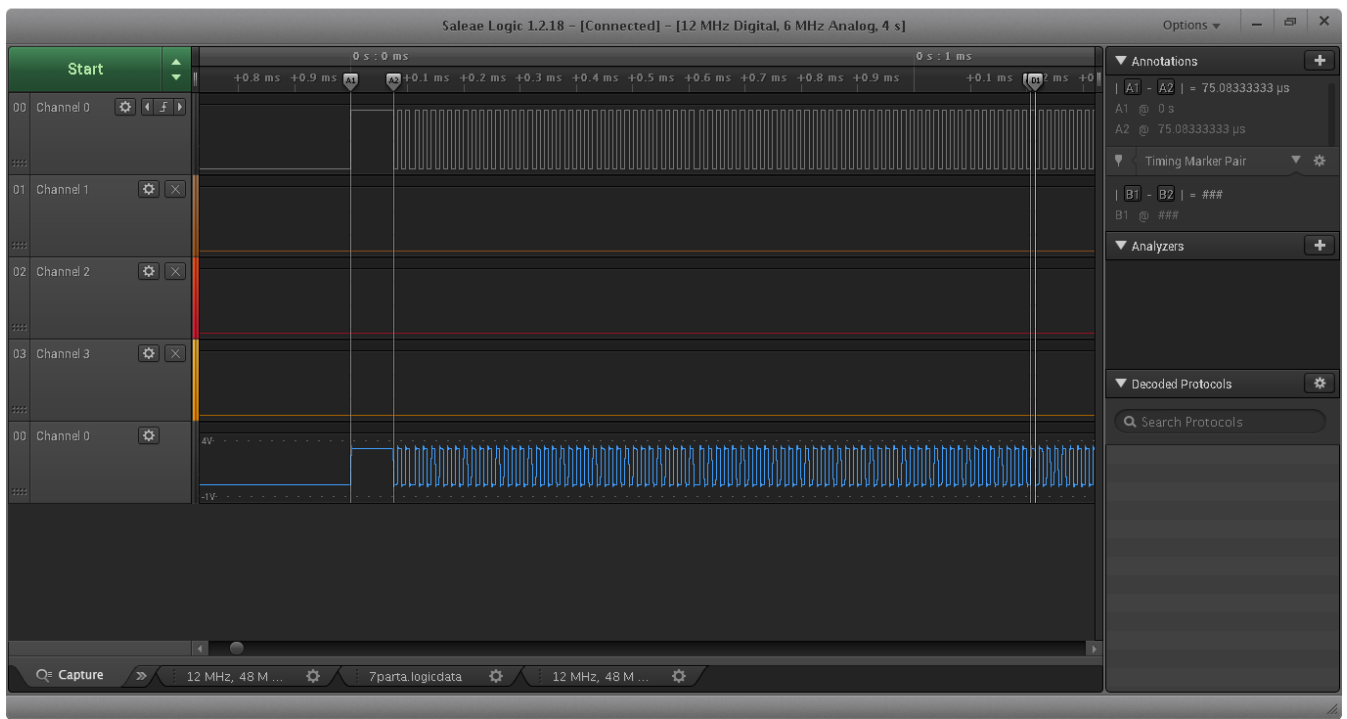 Saleae Logic 1.2.18 – [Connected] – [12 MHz Digital, 6 MHz Analog, 4 s]
Options
Start
0 s : 0 ms
0 s : 1 ms
+0.8 ms +0.9 ms A1 A2 +0.1 ms +0.2 ms +0.3 ms +0.4 ms +0.5 ms +0.6 ms +0.7 ms +0.8 ms +0.9 ms +0.1 ms D1 2 ms +0
00 Channel 0
01 Channel 1
02 Channel 2
03 Channel 3
00 Channel 0
4V
-1V
Annotations
| A1 - A2 | = 75.08333333 µs
A1 @ 0 s
A2 @ 75.08333333 µs
Timing Marker Pair
| B1 - B2 | = ###
B1 @ ###
Analyzers
Decoded Protocols
Search Protocols
Capture
12 MHz, 48 M ...
7parta.logicdata
12 MHz, 48 M ...